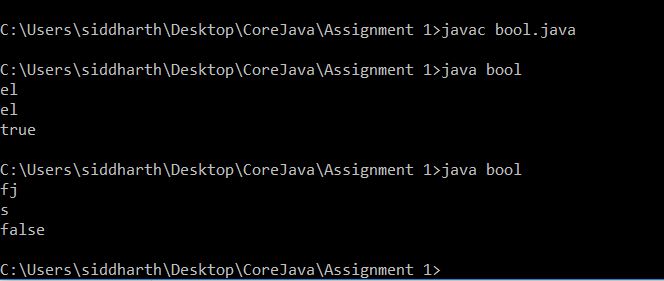 C:\Users\siddharth\Desktop\CoreJava\Assignment 1>javac bool.java
C:\Users\siddharth\Desktop\CoreJava\Assignment 1>java bool
el
el
true
C:\Users\siddharth\Desktop\CoreJava\Assignment 1>java bool
fj
s
false
C:\Users\siddharth\Desktop\CoreJava\Assignment 1>